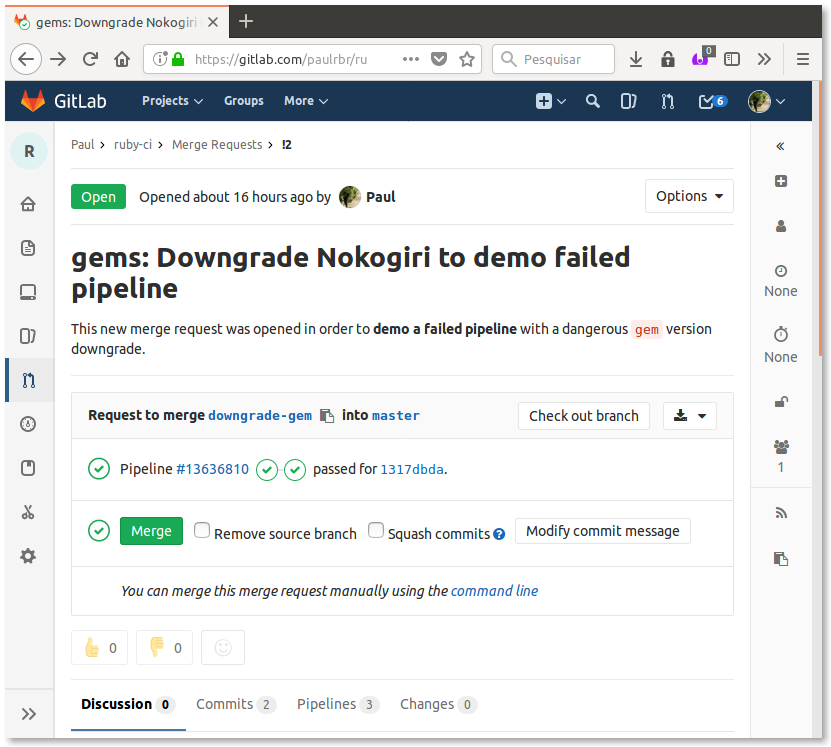 gems: Downgrade Nokogiri
https://gitlab.com/paulrbr/ru
Pesquisar
0
GitLab
Projects
Groups
More
6
R
Paul > ruby-ci > Merge Requests > !2
Open
Opened about 16 hours ago by Paul
Options
gems: Downgrade Nokogiri to demo failed
pipeline
This new merge request was opened in order to demo a failed pipeline with a dangerous gem version
downgrade.
None
None
1
Request to merge downgrade-gem into master
Check out branch
Pipeline #13636810 passed for 1317dbda.
Merge
Remove source branch
Squash commits
Modify commit message
You can merge this merge request manually using the command line
0
0
Discussion 0
Commits 2
Pipelines 3
Changes 0